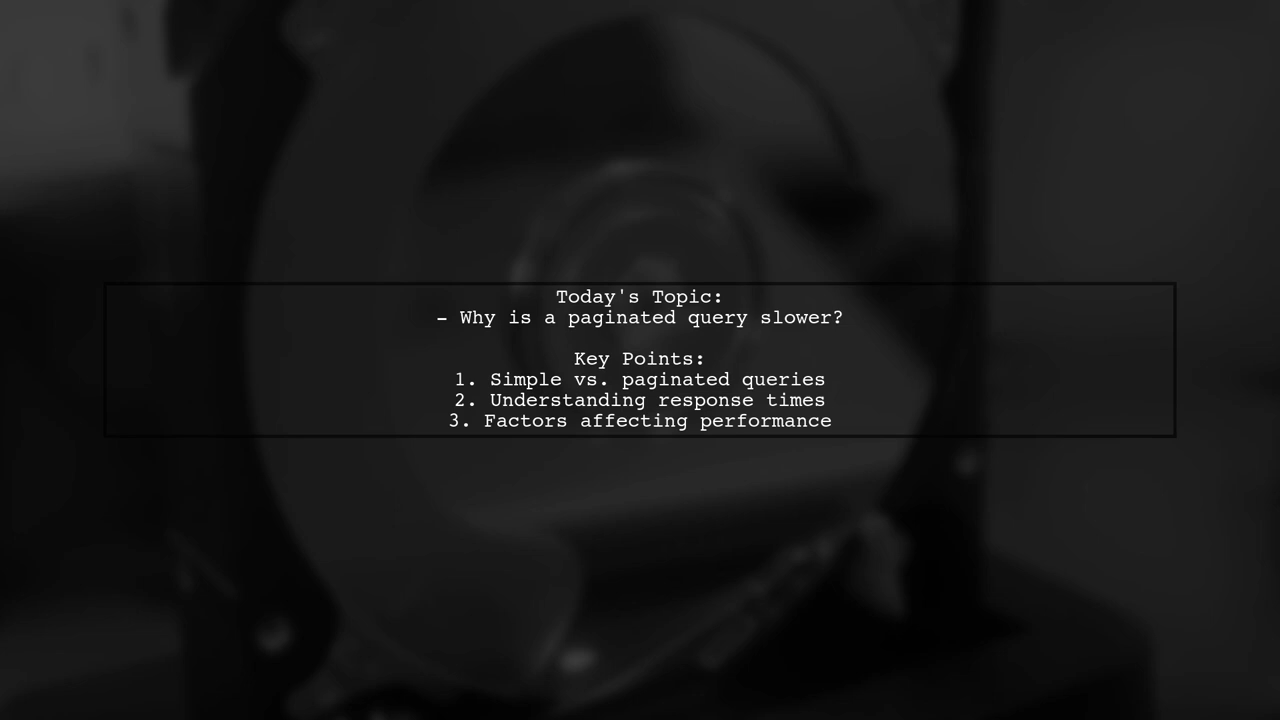 Today's Topic:
- Why is a paginated query slower?
Key Points:
1. Simple vs. paginated queries
2. Understanding response times
3. Factors affecting performance